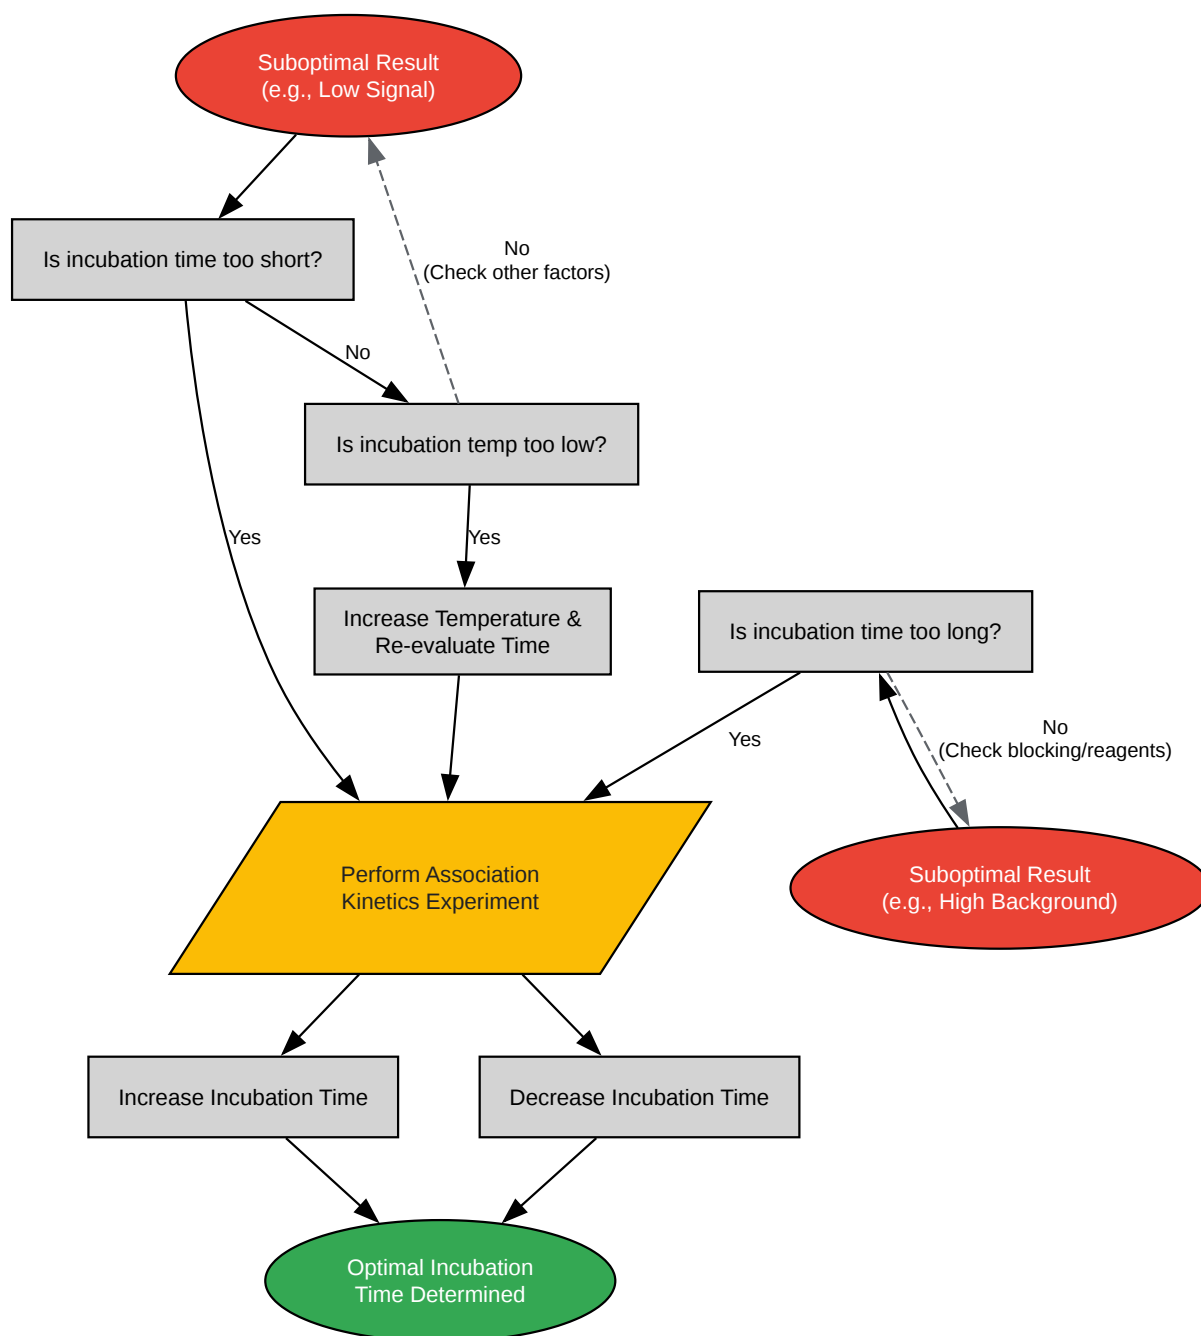 Suboptimal Result
(e.g., Low Signal)
Is incubation time too short?
No
(Check other factors)
No
Is incubation temp too low?
Yes
Yes
Increase Temperature &
Re-evaluate Time
Is incubation time too long?
Yes
No
(Check blocking/reagents)
Perform Association
Kinetics Experiment
Suboptimal Result
(e.g., High Background)
Increase Incubation Time
Decrease Incubation Time
Optimal Incubation
Time Determined